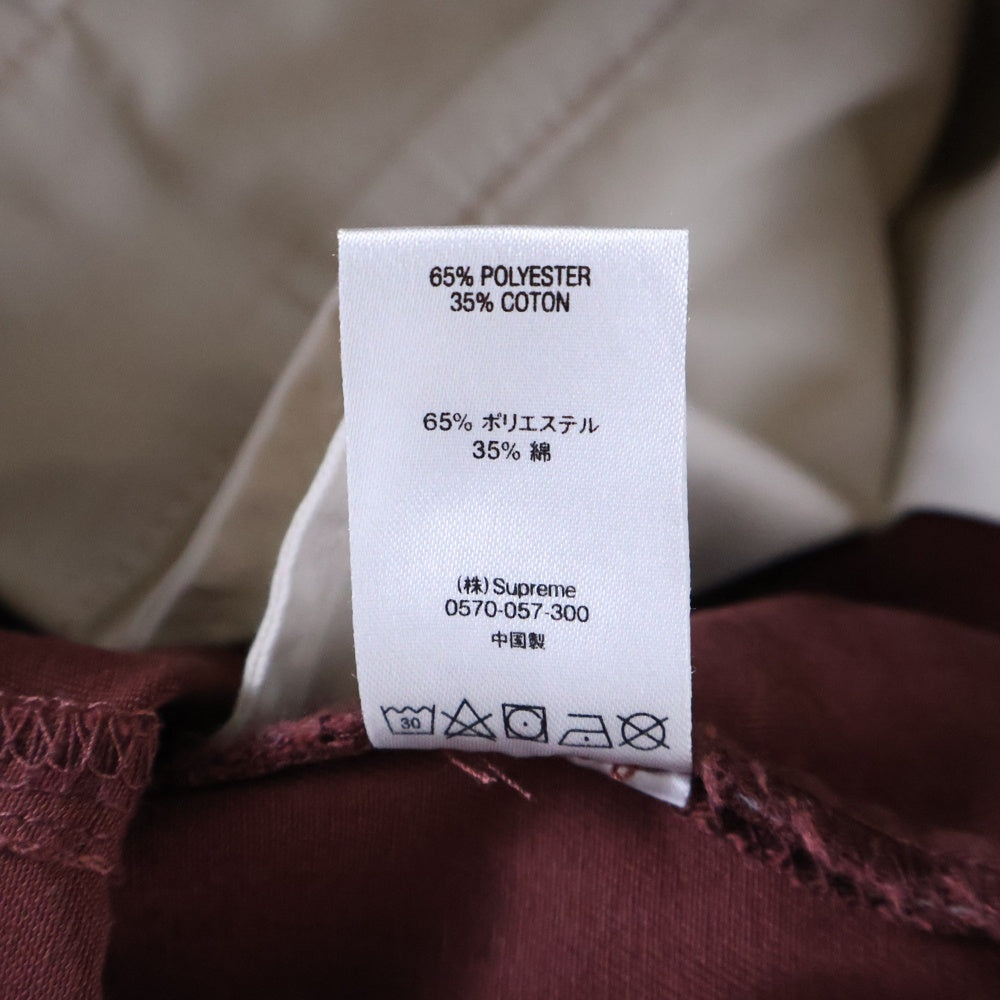 65% POLYESTER
35% COTON
65% ポリエステル
35% 綿
(株)Supreme
0570-057-300
中国製
30